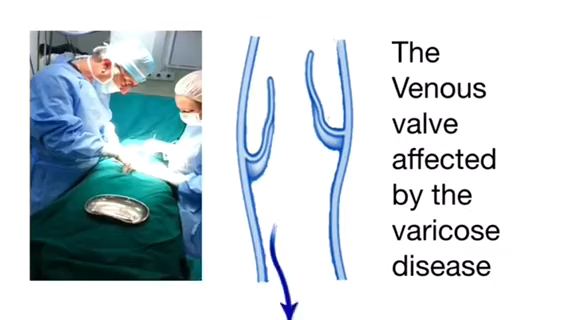 The
Venous
valve
affected
by the
varicose
disease